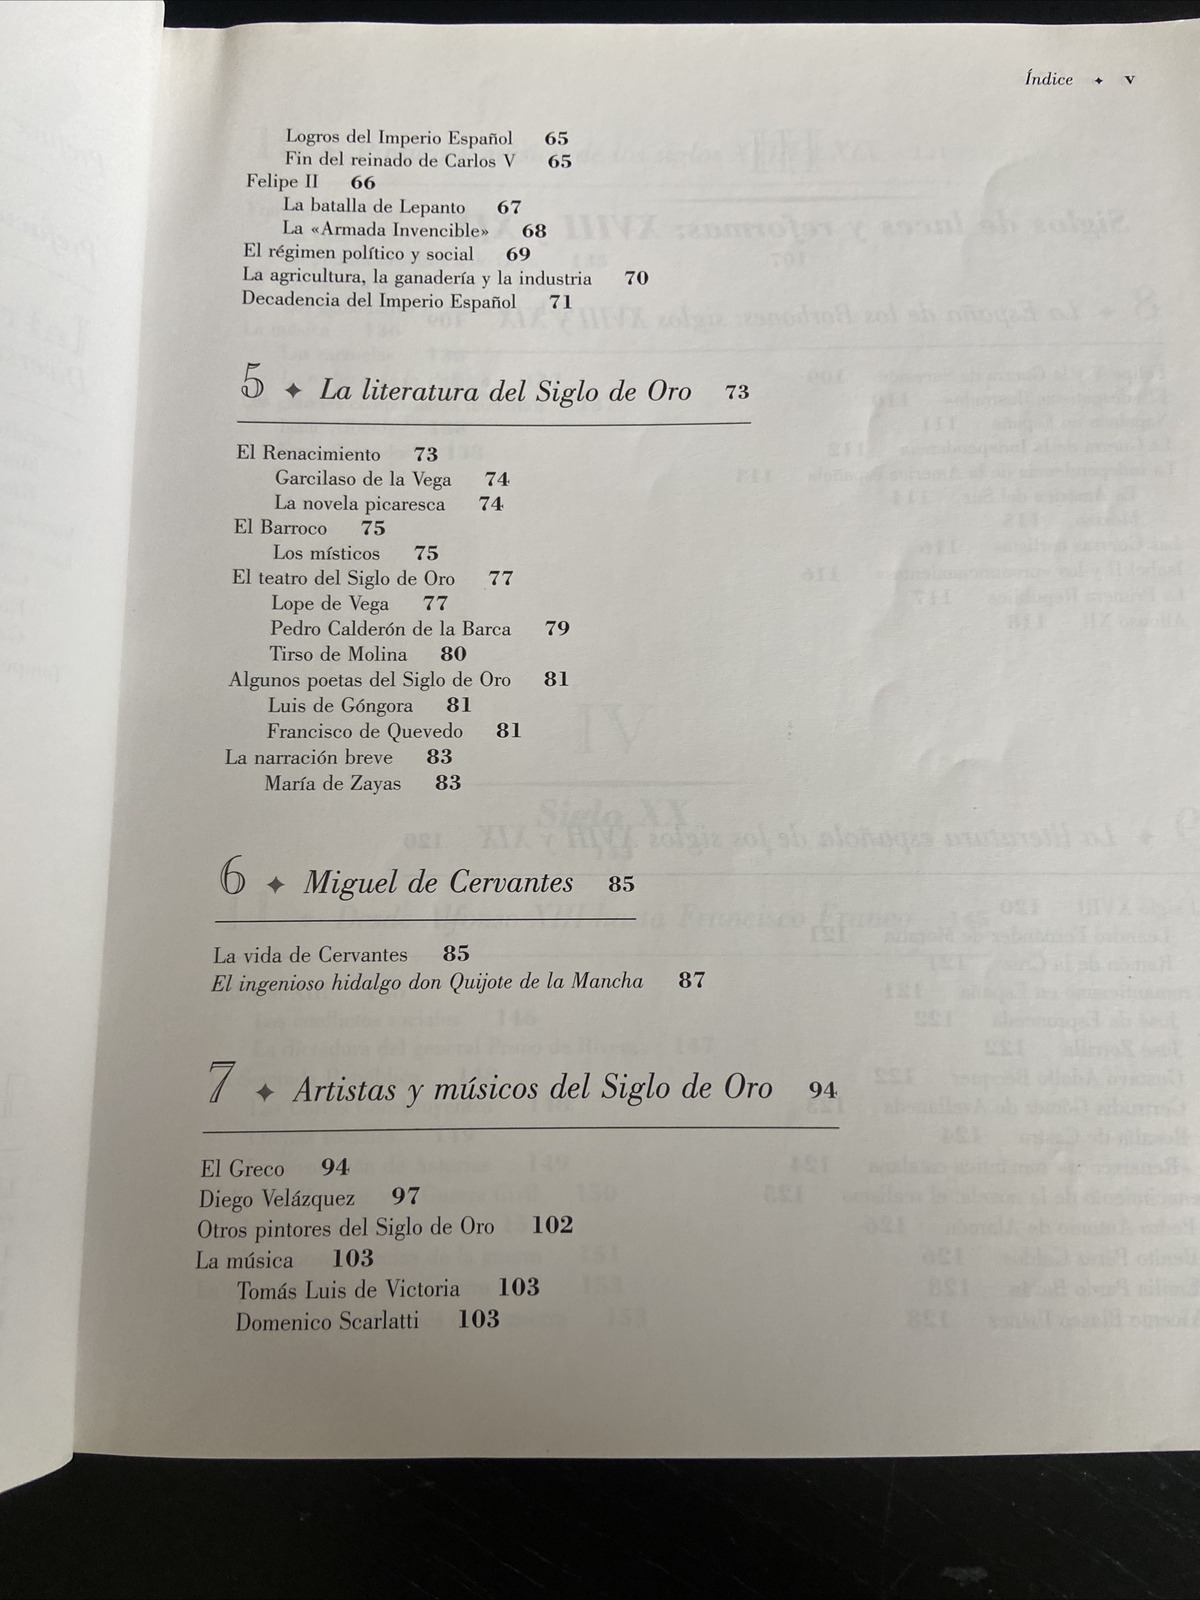 Índice ✦ v
Logros del Imperio Español 65
Fin del reinado de Carlos V 65
Felipe II 66
La batalla de Lepanto 67
La «Armada Invencible» 68
El régimen político y social 69
La agricultura, la ganadería y la industria 70
Decadencia del Imperio Español 71
5 ✦ La literatura del Siglo de Oro 73
El Renacimiento 73
Garcilaso de la Vega 74
La novela picaresca 74
El Barroco 75
Los místicos 75
El teatro del Siglo de Oro 77
Lope de Vega 77
Pedro Calderón de la Barca 79
Tirso de Molina 80
Algunos poetas del Siglo de Oro 81
Luis de Góngora 81
Francisco de Quevedo 81
La narración breve 83
María de Zayas 83
6 ✦ Miguel de Cervantes 85
La vida de Cervantes 85
El ingenioso hidalgo don Quijote de la Mancha 87
7 ✦ Artistas y músicos del Siglo de Oro 94
El Greco 94
Diego Velázquez 97
Otros pintores del Siglo de Oro 102
La música 103
Tomás Luis de Victoria 103
Domenico Scarlatti 103